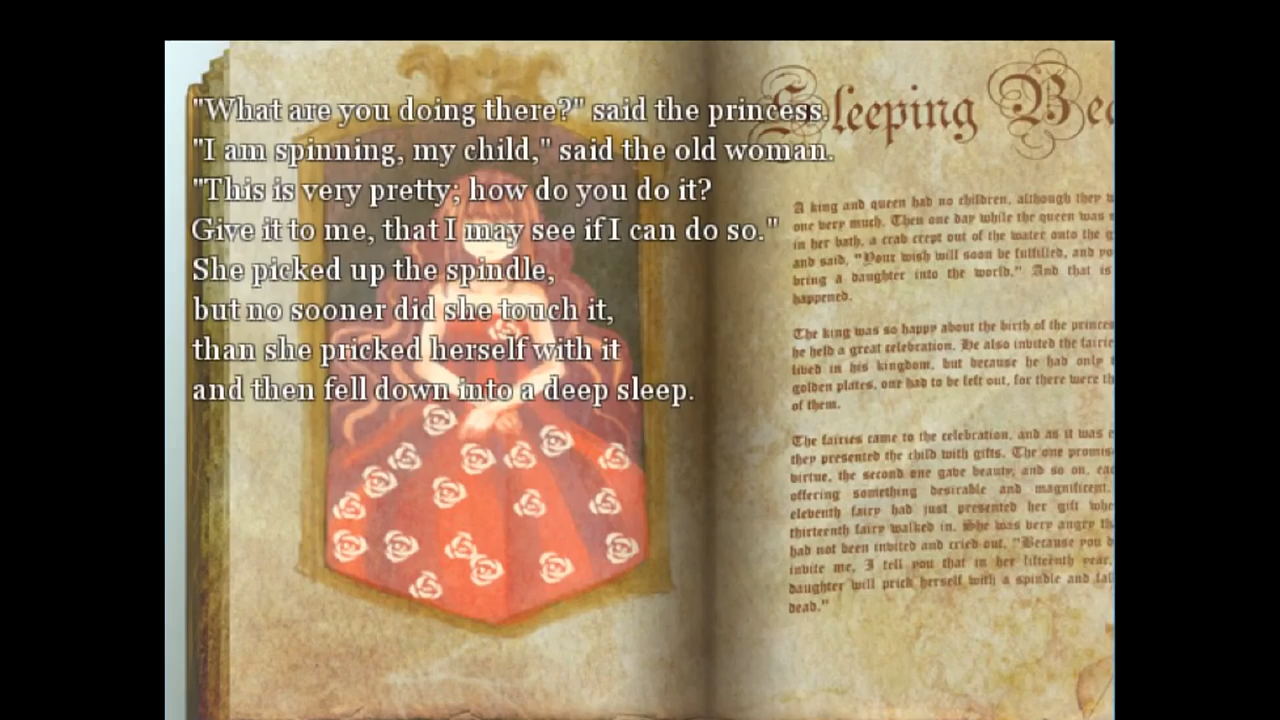 "What are you doing there?" said the princess.
"I am spinning, my child," said the old woman.
"This is very pretty; how do you do it?
Give it to me, that I may see if I can do so."
She picked up the spindle,
but no sooner did she touch it,
than she pricked herself with it
and then fell down into a deep sleep.
Sleeping
A king and queen had no children, although they
one very much. Then one day while the queen was
in her bath, a crab crept out of the water onto the
and said, "Your wish will soon be fulfilled, and
bring a daughter into the world." And that is
happened.
The king was so happy about the birth of the
he held a great celebration. He also invited the
lived in his kingdom, but because he had only
golden plates, one had to be left out, for there were
of them.
The fairies came to the celebration, and as it was
they presented the child with gifts. The one
virtue, the second one gave beauty, and so on,
offering something desirable and magnificent.
eleventh fairy had just presented her gift
thirteenth fairy walked in. She was very angry
had not been invited and cried out, "Because you
invite me, I tell you that in her fifteenth year,
daughter will prick herself with a spindle and
dead."